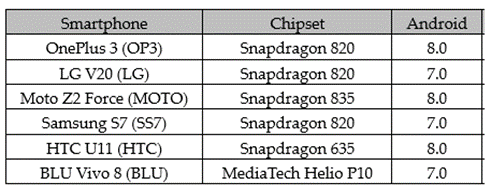 Smartphone Chipset Android
OnePlus 3 (OP3) Snapdragon 820 8.0
LG V20 (LG) Snapdragon 820 7.0
Moto Z2 Force (MOTO) Snapdragon 835 8.0
Samsung S7 (SS7) Snapdragon 820 7.0
HTC U11 (HTC) Snapdragon 635 8.0
BLU Vivo 8 (BLU) MediaTech Helio P10 7.0